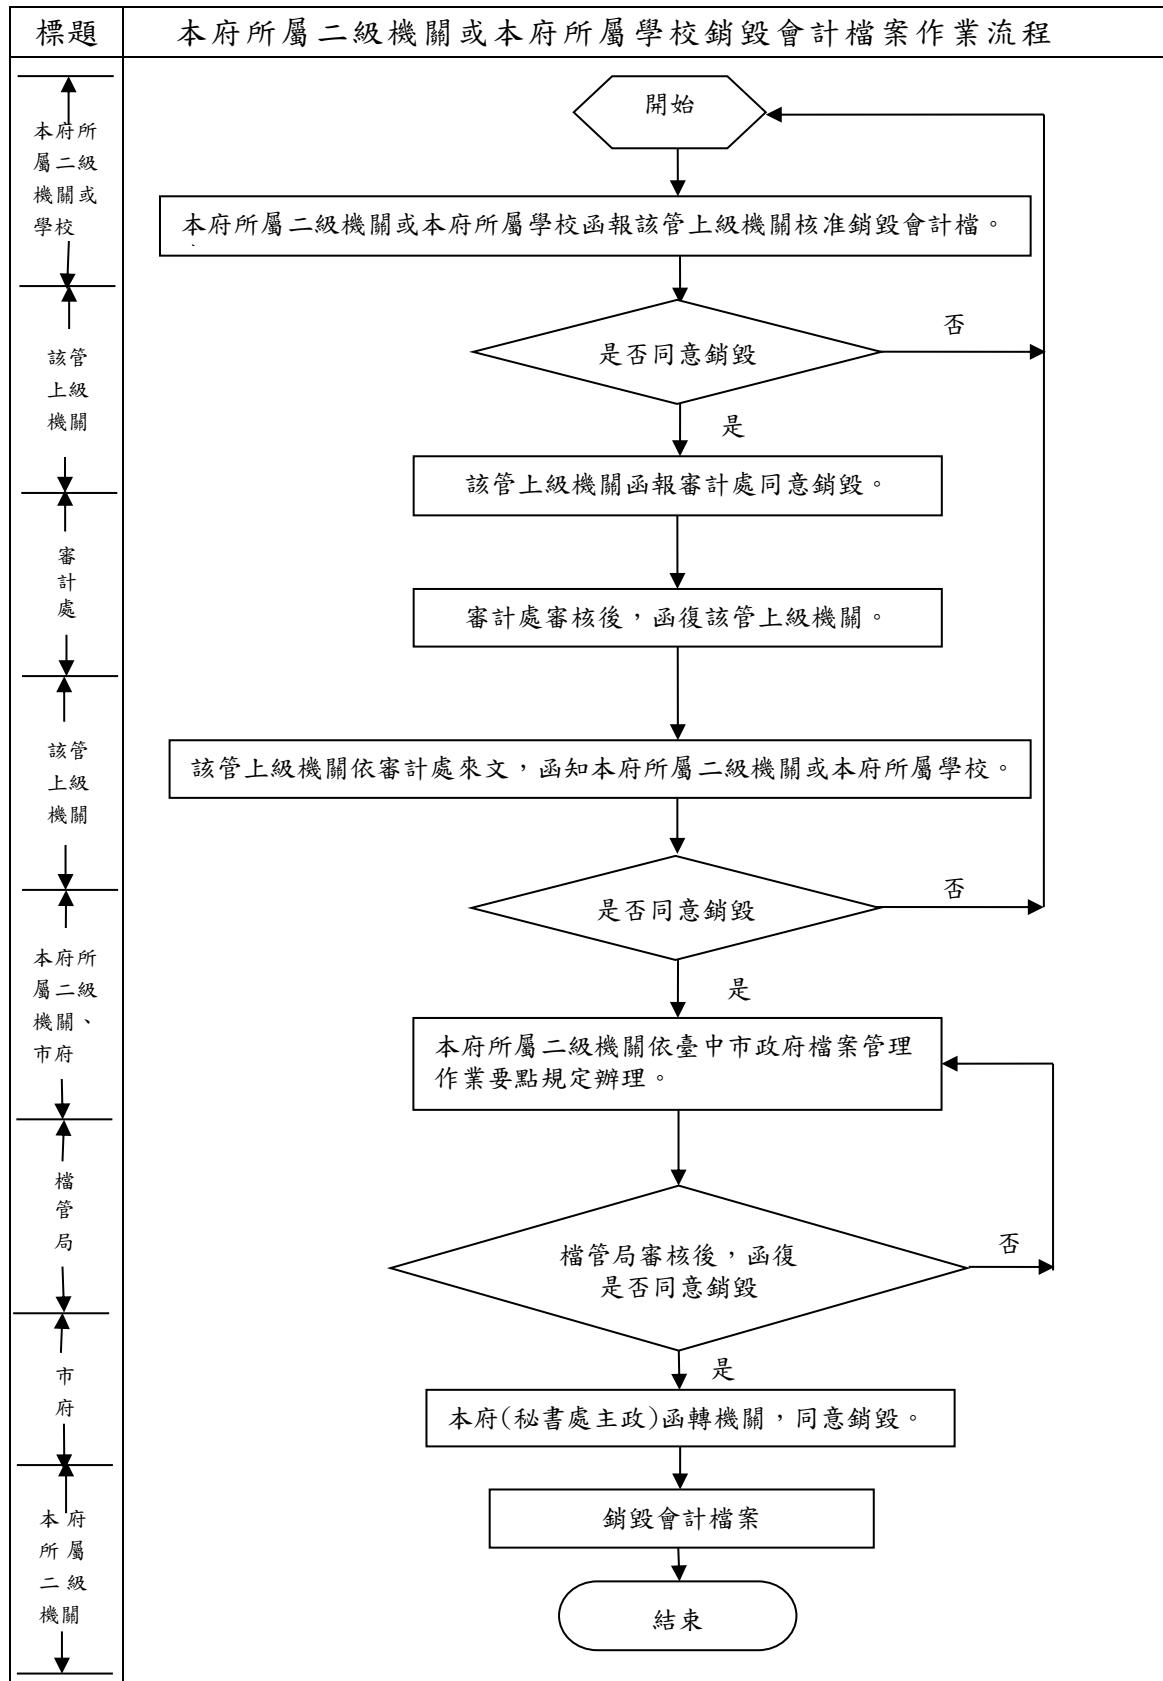 標題
本府所屬二級機關或本府所屬學校銷毀會計檔案作業流程
本府所
屬二級
機關或
學校
開始
本府所屬二級機關或本府所屬學校函報該管上級機關核准銷毀會計檔。
該管
上級
機關
是否同意銷毀
否
是
該管上級機關函報審計處同意銷毀。
審
計
處
審計處審核後，函復該管上級機關。
該管
上級
機關
該管上級機關依審計處來文，函知本府所屬二級機關或本府所屬學校。
是否同意銷毀
否
是
本府所
屬二級
機關、
市府
本府所屬二級機關依臺中市政府檔案管理
作業要點規定辦理。
檔
管
局
檔管局審核後，函復
是否同意銷毀
否
是
市
府
本府(秘書處主政)函轉機關，同意銷毀。
本府
所屬
二級
機關
銷毀會計檔案
結束